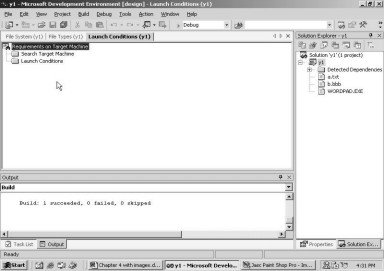 y1 - Microsoft Development Environment [design] - Launch Conditions (y1)
File Edit View Project Build Debug Tools Action Window Help
Debug
File System (y1) File Types (y1) Launch Conditions (y1)
Requirements on Target Machine
Search Target Machine
Launch Conditions
Solution Explorer - y1
Solution 'y1' (1 project)
y1
Detected Dependencies
a.txt
b.bbb
WORDPAD.EXE
Output
Build
Build: 1 succeeded, 0 failed, 0 skipped
Task List Output
Properties Solution Ex...
Ready
Start Chapter 4 with images.d... y1 - Microsoft Develo... Jasc Paint Shop Pro - Im... 4:31 PM